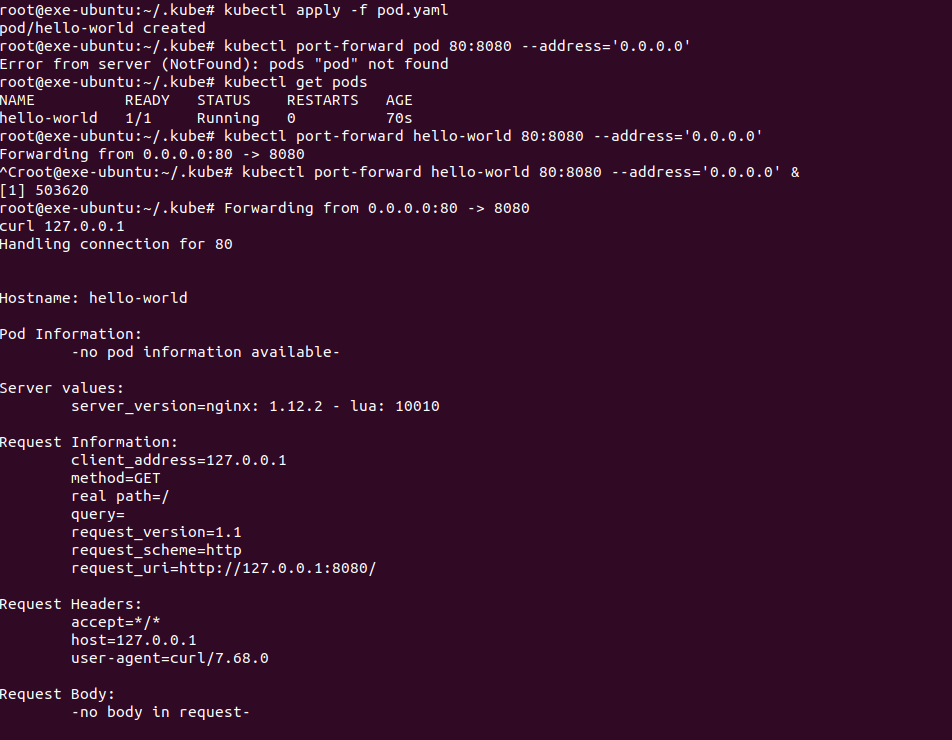 root@exe-ubuntu:~/.kube# kubectl apply -f pod.yaml
pod/hello-world created
root@exe-ubuntu:~/.kube# kubectl port-forward pod 80:8080 --address='0.0.0.0'
Error from server (NotFound): pods "pod" not found
root@exe-ubuntu:~/.kube# kubectl get pods
NAME          READY   STATUS    RESTARTS   AGE
hello-world   1/1     Running   0          70s
root@exe-ubuntu:~/.kube# kubectl port-forward hello-world 80:8080 --address='0.0.0.0'
Forwarding from 0.0.0.0:80 -> 8080
^Croot@exe-ubuntu:~/.kube# kubectl port-forward hello-world 80:8080 --address='0.0.0.0' &
[1] 503620
root@exe-ubuntu:~/.kube# Forwarding from 0.0.0.0:80 -> 8080
curl 127.0.0.1
Handling connection for 80
Hostname: hello-world
Pod Information:
        -no pod information available-
Server values:
        server_version=nginx: 1.12.2 - lua: 10010
Request Information:
        client_address=127.0.0.1
        method=GET
        real path=/
        query=
        request_version=1.1
        request_scheme=http
        request_uri=http://127.0.0.1:8080/
Request Headers:
        accept=*/*
        host=127.0.0.1
        user-agent=curl/7.68.0
Request Body:
        -no body in request-